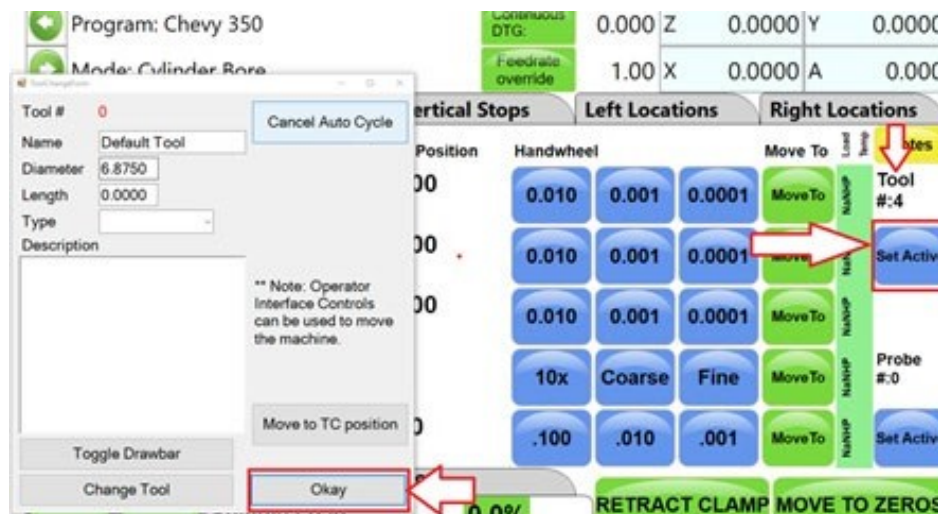 Program: Chevy 350
Continuous DTG:
0.000 Z 0.0000 Y 0.0000
Mode: Cylinder Bore
Feedrate override
1.00 X 0.0000 A 0.000
Tool # 0
Cancel Auto Cycle
Name Default Tool
Diameter 6.8750
Length 0.0000
Type
Description
** Note: Operator
Interface Controls
can be used to move
the machine.
Move to TC position
Toggle Drawbar
Change Tool
Okay
ertical Stops
Left Locations
Right Locations
Position Handwheel Move To Load Temp
00 0.010 0.001 0.0001 MoveTo NaNHP
Tool
#:4
00 0.010 0.001 0.0001
Set Active
00 0.010 0.001 0.0001 MoveTo NaNHP
10x Coarse Fine MoveTo NaNHP
Probe
#:0
0 .100 .010 .001 MoveTo NaNHP
Set Active
0.0%
RETRACT CLAMP
MOVE TO ZEROS